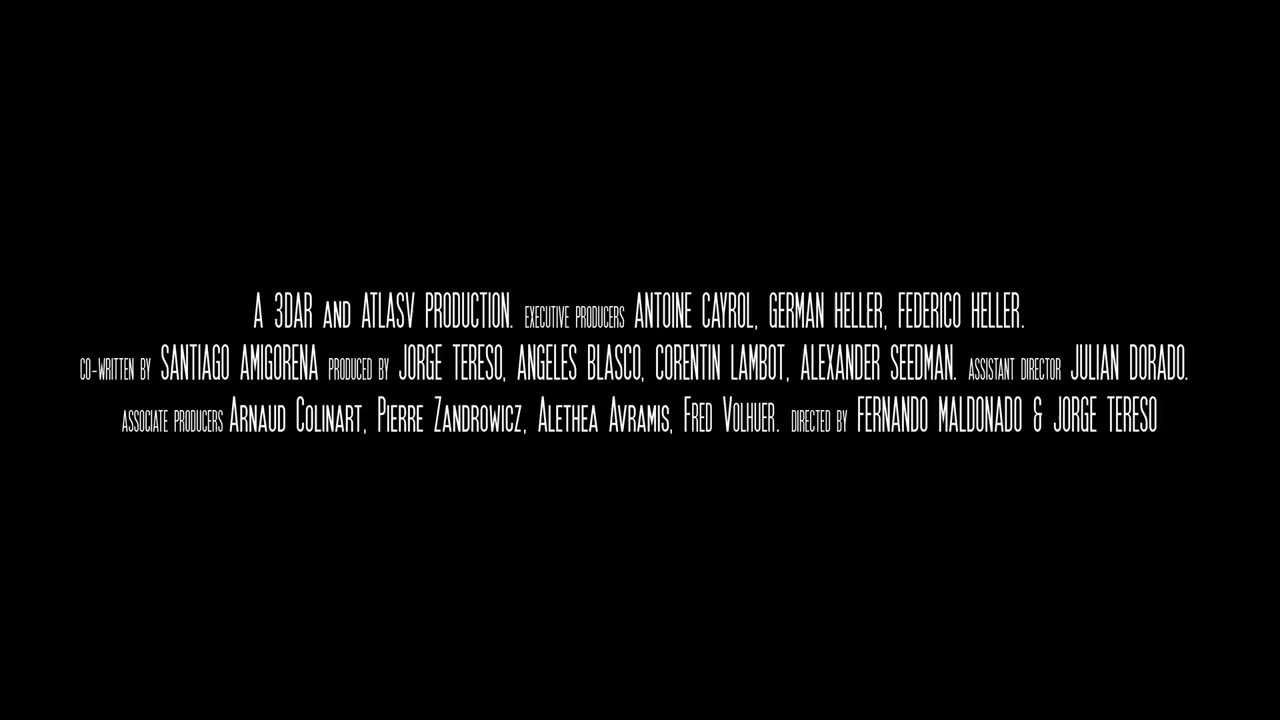 A 3DAR AND ATLASV PRODUCTION. EXECUTIVE PRODUCERS ANTOINE CAYROL, GERMAN HELLER, FEDERICO HELLER.
CO-WRITTEN BY SANTIAGO AMIGORENA PRODUCED BY JORGE TERESO, ANGELES BLASCO, CORENTIN LAMBOT, ALEXANDER SEEDMAN. ASSISTANT DIRECTOR JULIAN DORADO.
ASSOCIATE PRODUCERS ARNAUD COLINART, PIERRE ZANDROWICZ, ALETHEA AVRAMIS, FRED VOLHUER. DIRECTED BY FERNANDO MALDONADO & JORGE TERESO